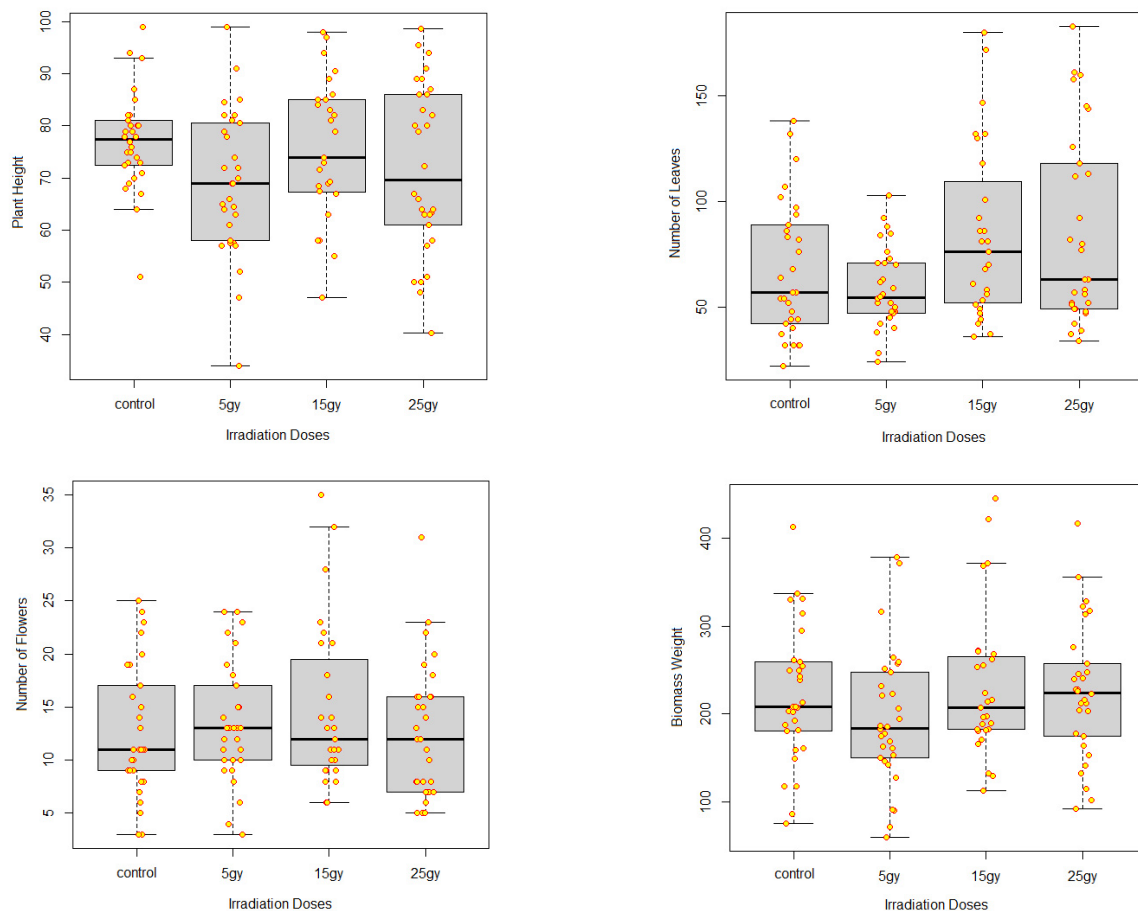 Plant Height
100
90
80
70
60
50
40
control 5gy 15gy 25gy
Irradiation Doses
Number of Leaves
150
100
50
control 5gy 15gy 25gy
Irradiation Doses
Number of Flowers
35
30
25
20
15
10
5
control 5gy 15gy 25gy
Irradiation Doses
Biomass Weight
400
300
200
100
control 5gy 15gy 25gy
Irradiation Doses